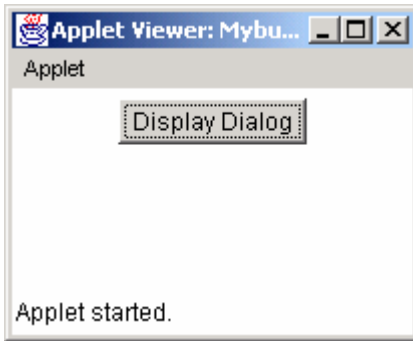 Applet Viewer: Mybu...
Applet
Display Dialog
Applet started.